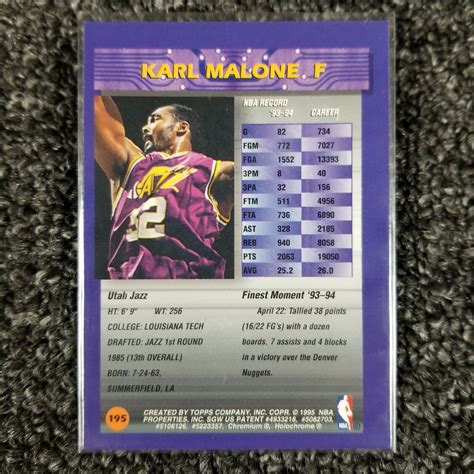 KARL MALONE, F
NBA RECORD
'93-94 CAREER
G 82 734
FGM 772 7027
FGA 1552 13393
3PM 8 40
3PA 32 156
FTM 511 4956
FTA 736 6890
AST 328 2185
REB 940 8058
PTS 2063 19050
AVG 25.2 26.0
JAZZ
32
Utah Jazz
HT: 6' 9" WT: 256
COLLEGE: LOUISIANA TECH
DRAFTED: JAZZ 1ST ROUND
1985 (13TH OVERALL)
BORN: 7-24-63,
SUMMERFIELD, LA
Finest Moment '93-94
April 22: Tallied 38 points
(16/22 FG's) with a dozen
boards, 7 assists and 4 blocks
in a victory over the Denver
Nuggets.
195
CREATED BY TOPPS COMPANY, INC. COPR. © 1995 NBA
PROPERTIES, INC. SGW US PATENT #4933218, #5082703,
#5106126, #5223357, Chromium ®, Holochrome ®.
NBA